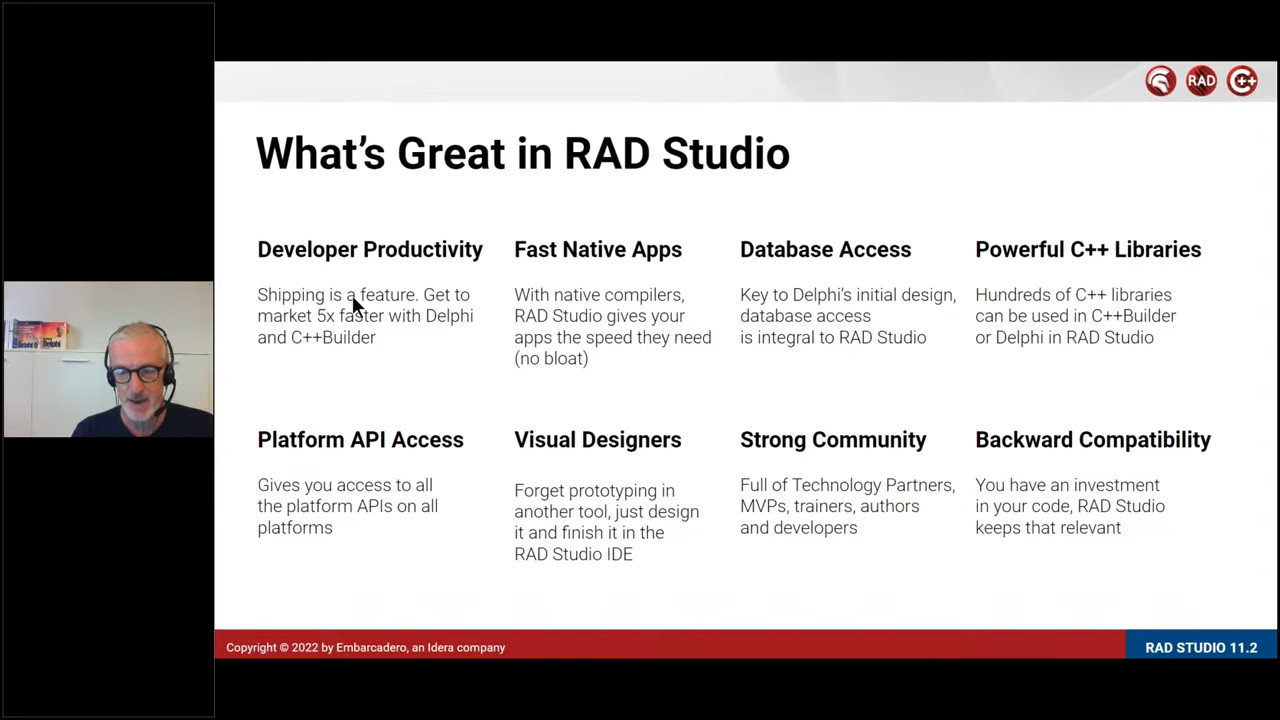 RAD
C++
What's Great in RAD Studio
Developer Productivity
Shipping is a feature. Get to
market 5x faster with Delphi
and C++Builder
Fast Native Apps
With native compilers,
RAD Studio gives your
apps the speed they need
(no bloat)
Database Access
Key to Delphi's initial design,
database access
is integral to RAD Studio
Powerful C++ Libraries
Hundreds of C++ libraries
can be used in C++Builder
or Delphi in RAD Studio
Platform API Access
Gives you access to all
the platform APIs on all
platforms
Visual Designers
Forget prototyping in
another tool, just design
it and finish it in the
RAD Studio IDE
Strong Community
Full of Technology Partners,
MVPs, trainers, authors
and developers
Backward Compatibility
You have an investment
in your code, RAD Studio
keeps that relevant
Copyright © 2022 by Embarcadero, an Idera company
RAD STUDIO 11.2